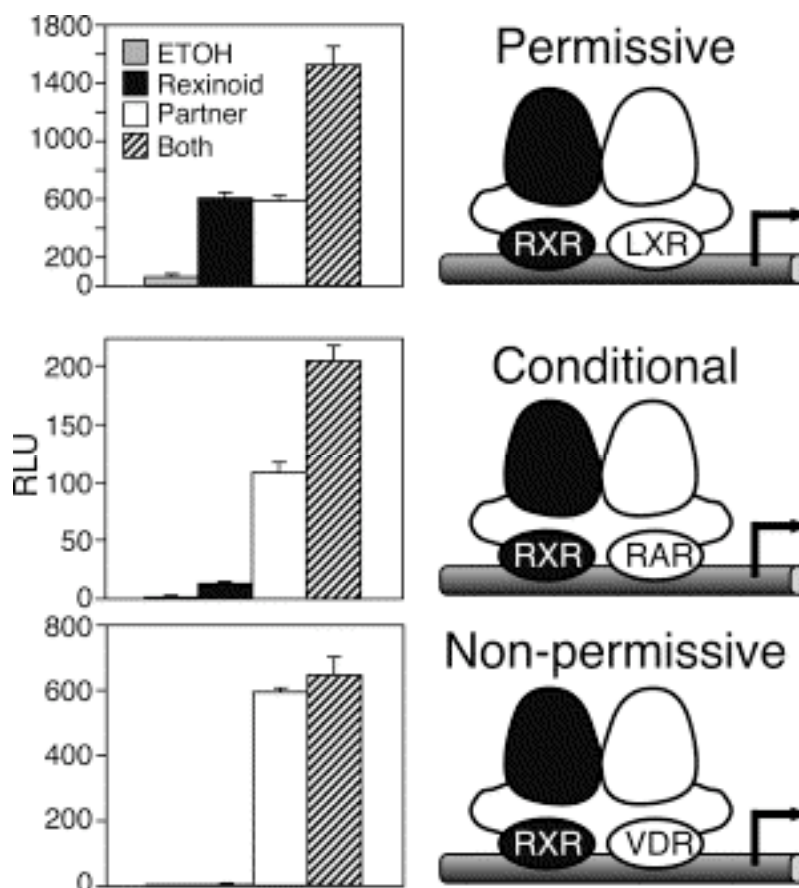 1800
1400
1000
600
200
0
ETOH
Rexinoid
Partner
Both
Permissive
RXR LXR
RLU
200
150
100
50
0
Conditional
RXR RAR
800
600
400
200
0
Non-permissive
RXR VDR